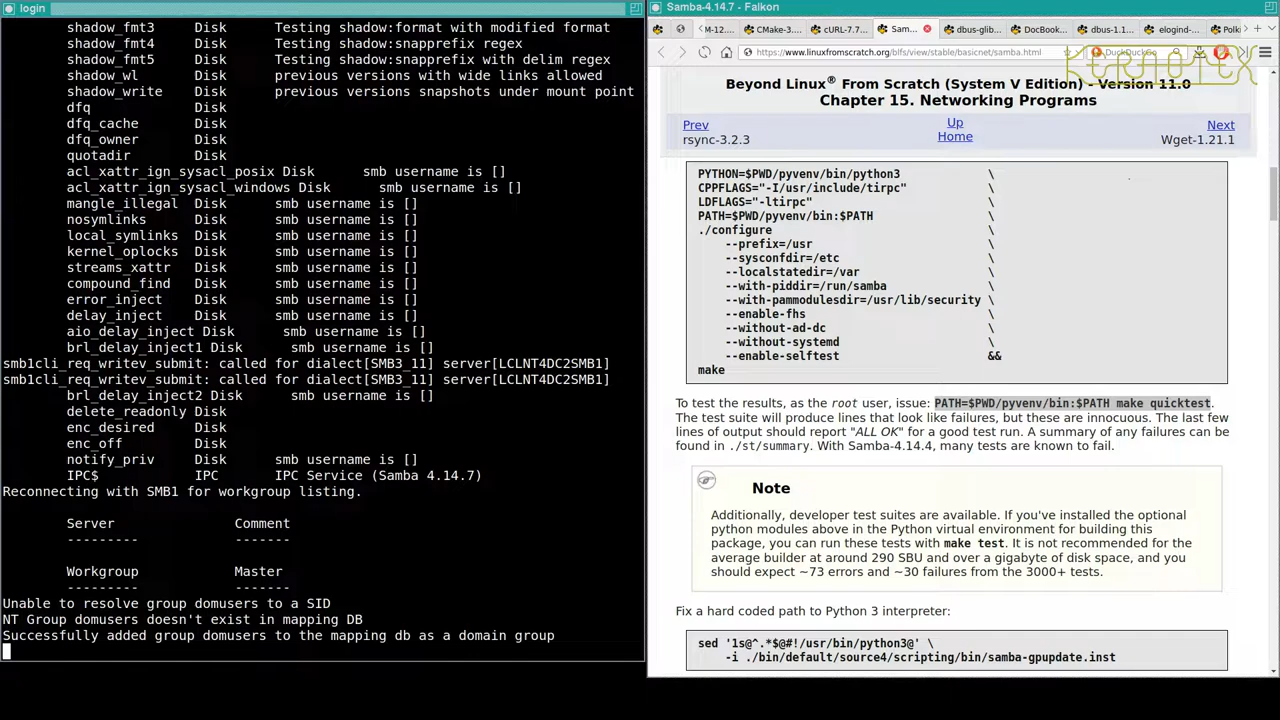 login
shadow_fmt3    Disk      Testing shadow:format with modified format
shadow_fmt4    Disk      Testing shadow:snapprefix regex
shadow_fmt5    Disk      Testing shadow:snapprefix with delim regex
shadow_wl      Disk      previous versions with wide links allowed
shadow_write   Disk      previous versions snapshots under mount point
dfq            Disk
dfq_cache      Disk
dfq_owner      Disk
quotadir       Disk
acl_xattr_ign_sysacl_posix Disk      smb username is []
acl_xattr_ign_sysacl_windows Disk      smb username is []
mangle_illegal  Disk      smb username is []
nosymlinks      Disk      smb username is []
local_symlinks  Disk      smb username is []
kernel_oplocks  Disk      smb username is []
streams_xattr   Disk      smb username is []
compound_find   Disk      smb username is []
error_inject    Disk      smb username is []
delay_inject    Disk      smb username is []
aio_delay_inject Disk      smb username is []
brl_delay_inject1 Disk      smb username is []
smb1cli_req_writev_submit: called for dialect[SMB3_11] server[LCLNT4DC2SMB1]
smb1cli_req_writev_submit: called for dialect[SMB3_11] server[LCLNT4DC2SMB1]
brl_delay_inject2 Disk      smb username is []
delete_readonly Disk
enc_desired     Disk
enc_off         Disk
notify_priv     Disk      smb username is []
IPC$            IPC       IPC Service (Samba 4.14.7)
Reconnecting with SMB1 for workgroup listing.
Server               Comment
---------            -------
Workgroup            Master
---------            -------
Unable to resolve group domusers to a SID
NT Group domusers doesn't exist in mapping DB
Successfully added group domusers to the mapping db as a domain group
Samba-4.14.7 - Falkon
M-12. CMake-3. cURL-7.7 Sam dbus-glib DocBook dbus-1.1 elogind- Polk
https://www.linuxfromscratch.org/blfs/view/stable/basicnet/samba.html DuckDuckGo
KERNOTEX
Beyond Linux® From Scratch (System V Edition) - Version 11.0
Chapter 15. Networking Programs
Prev Up Next
rsync-3.2.3 Home Wget-1.21.1
PYTHON=$PWD/pyvenv/bin/python3             \
CPPFLAGS="-I/usr/include/tirpc"            \
LDFLAGS="-ltirpc"                          \
PATH=$PWD/pyvenv/bin:$PATH                 \
./configure                                \
--prefix=/usr                          \
--sysconfdir=/etc                      \
--localstatedir=/var                   \
--with-piddir=/run/samba               \
--with-pammodulesdir=/usr/lib/security \
--enable-fhs                           \
--without-ad-dc                        \
--without-systemd                      \
--enable-selftest                      &&
make
To test the results, as the root user, issue: PATH=$PWD/pyvenv/bin:$PATH make quicktest.
The test suite will produce lines that look like failures, but these are innocuous. The last few
lines of output should report "ALL OK" for a good test run. A summary of any failures can be
found in ./st/summary. With Samba-4.14.4, many tests are known to fail.
Note
Additionally, developer test suites are available. If you've installed the optional
python modules above in the Python virtual environment for building this
package, you can run these tests with make test. It is not recommended for the
average builder at around 290 SBU and over a gigabyte of disk space, and you
should expect ~73 errors and ~30 failures from the 3000+ tests.
Fix a hard coded path to Python 3 interpreter:
sed '1s@^.*$@#!/usr/bin/python3@' \
-i ./bin/default/source4/scripting/bin/samba-gpupdate.inst